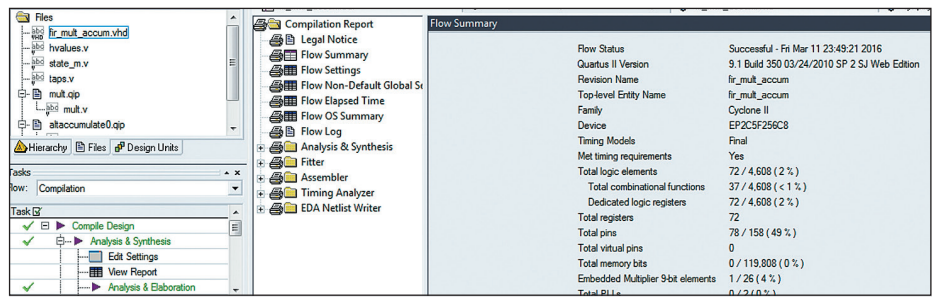 Files
fir_mult_accum.vhd
hvalues.v
state_m.v
taps.v
mult.qip
mult.v
altaccumulate0.qip
Hierarchy Files Design Units
Tasks
Flow: Compilation
Task
Compile Design
Analysis & Synthesis
Edit Settings
View Report
Analysis & Elaboration
Compilation Report
Legal Notice
Flow Summary
Flow Settings
Flow Non-Default Global Se
Flow Elapsed Time
Flow OS Summary
Flow Log
Analysis & Synthesis
Fitter
Assembler
Timing Analyzer
EDA Netlist Writer
Flow Summary
Flow Status Successful - Fri Mar 11 23:49:21 2016
Quartus II Version 9.1 Build 350 03/24/2010 SP 2 SJ Web Edition
Revision Name fir_mult_accum
Top-level Entity Name fir_mult_accum
Family Cyclone II
Device EP2C5F256C8
Timing Models Final
Met timing requirements Yes
Total logic elements 72 / 4,608 ( 2 % )
Total combinational functions 37 / 4,608 ( < 1 % )
Dedicated logic registers 72 / 4,608 ( 2 % )
Total registers 72
Total pins 78 / 158 ( 49 % )
Total virtual pins 0
Total memory bits 0 / 119,808 ( 0 % )
Embedded Multiplier 9-bit elements 1 / 26 ( 4 % )
Total PLLs 0 / 2 ( 0 % )